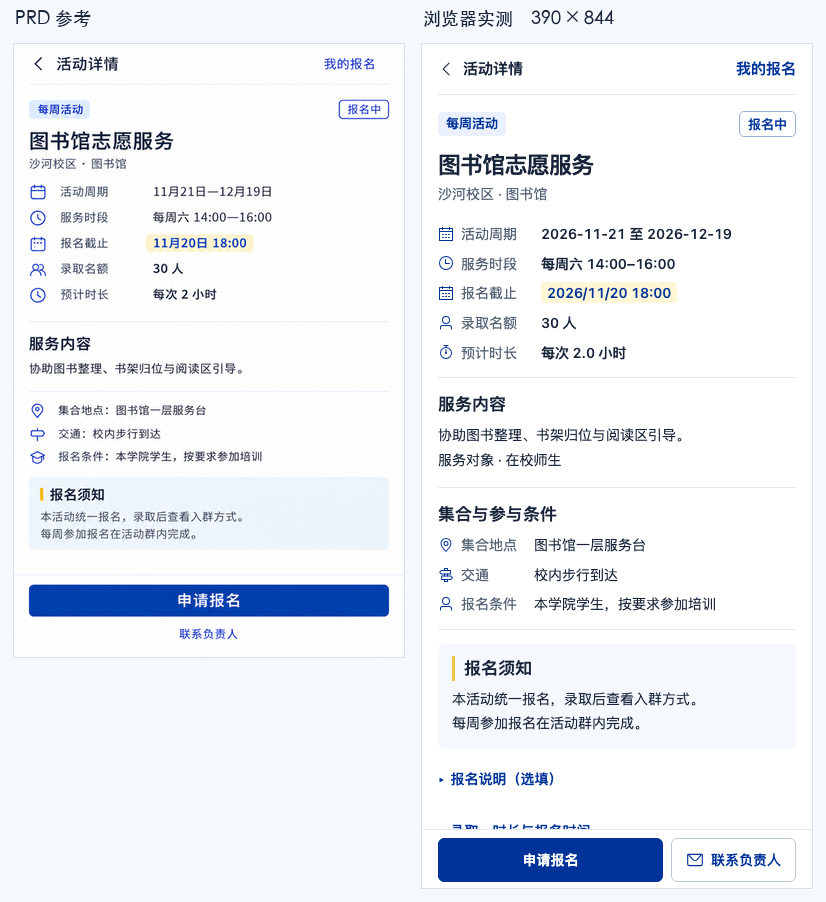 PRD 参考
活动详情
我的报名
每周活动
报名中
图书馆志愿服务
沙河校区 · 图书馆
活动周期 11月21日—12月19日
服务时段 每周六 14:00—16:00
报名截止 11月20日 18:00
录取名额 30 人
预计时长 每次 2 小时
服务内容
协助图书整理、书架归位与阅读区引导。
集合地点：图书馆一层服务台
交通：校内步行到达
报名条件：本学院学生，按要求参加培训
报名须知
本活动统一报名，录取后查看入群方式。
每周参加报名在活动群内完成。
申请报名
联系负责人
浏览器实测 390 × 844
活动详情
我的报名
每周活动
报名中
图书馆志愿服务
沙河校区 · 图书馆
活动周期 2026-11-21 至 2026-12-19
服务时段 每周六 14:00–16:00
报名截止 2026/11/20 18:00
录取名额 30 人
预计时长 每次 2.0 小时
服务内容
协助图书整理、书架归位与阅读区引导。
服务对象 · 在校师生
集合与参与条件
集合地点 图书馆一层服务台
交通 校内步行到达
报名条件 本学院学生，按要求参加培训
报名须知
本活动统一报名，录取后查看入群方式。
每周参加报名在活动群内完成。
报名说明（选填）
申请报名
联系负责人